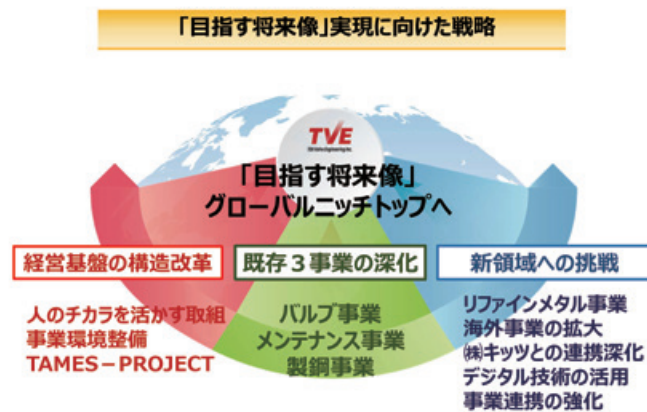 「目指す将来像」実現に向けた戦略
TVE
「目指す将来像」
グローバルニッチトップへ
経営基盤の構造改革
人のチカラを活かす取組
事業環境整備
TAMES－PROJECT
既存３事業の深化
バルブ事業
メンテナンス事業
製鋼事業
新領域への挑戦
リファインメタル事業
海外事業の拡大
㈱キッツとの連携深化
デジタル技術の活用
事業連携の強化